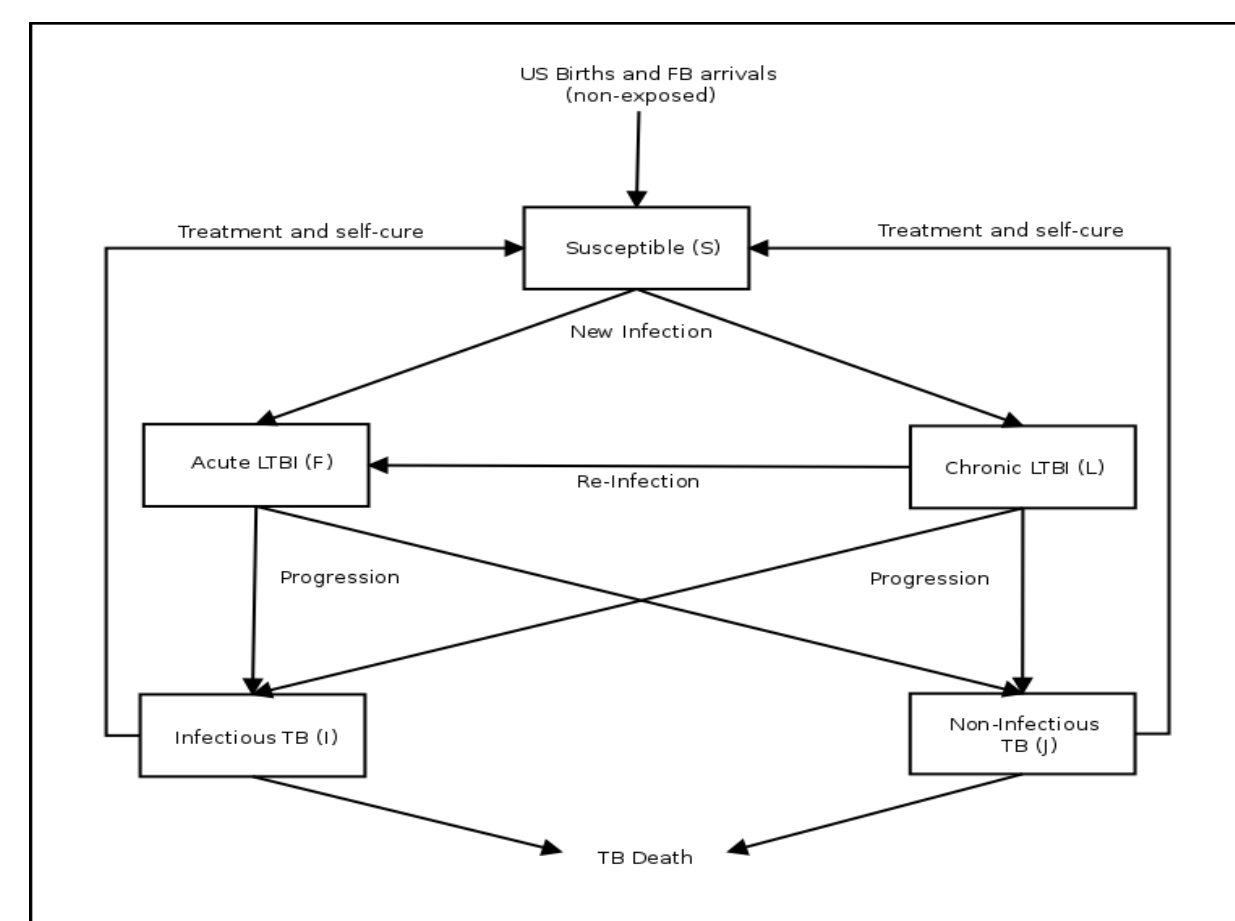 US Births and FB arrivals
(non-exposed)
Treatment and self-cure
Treatment and self-cure
Susceptible (S)
New Infection
Acute LTBI (F)
Chronic LTBI (L)
Re-Infection
Progression
Progression
Infectious TB (I)
Non-Infectious
TB (J)
TB Death